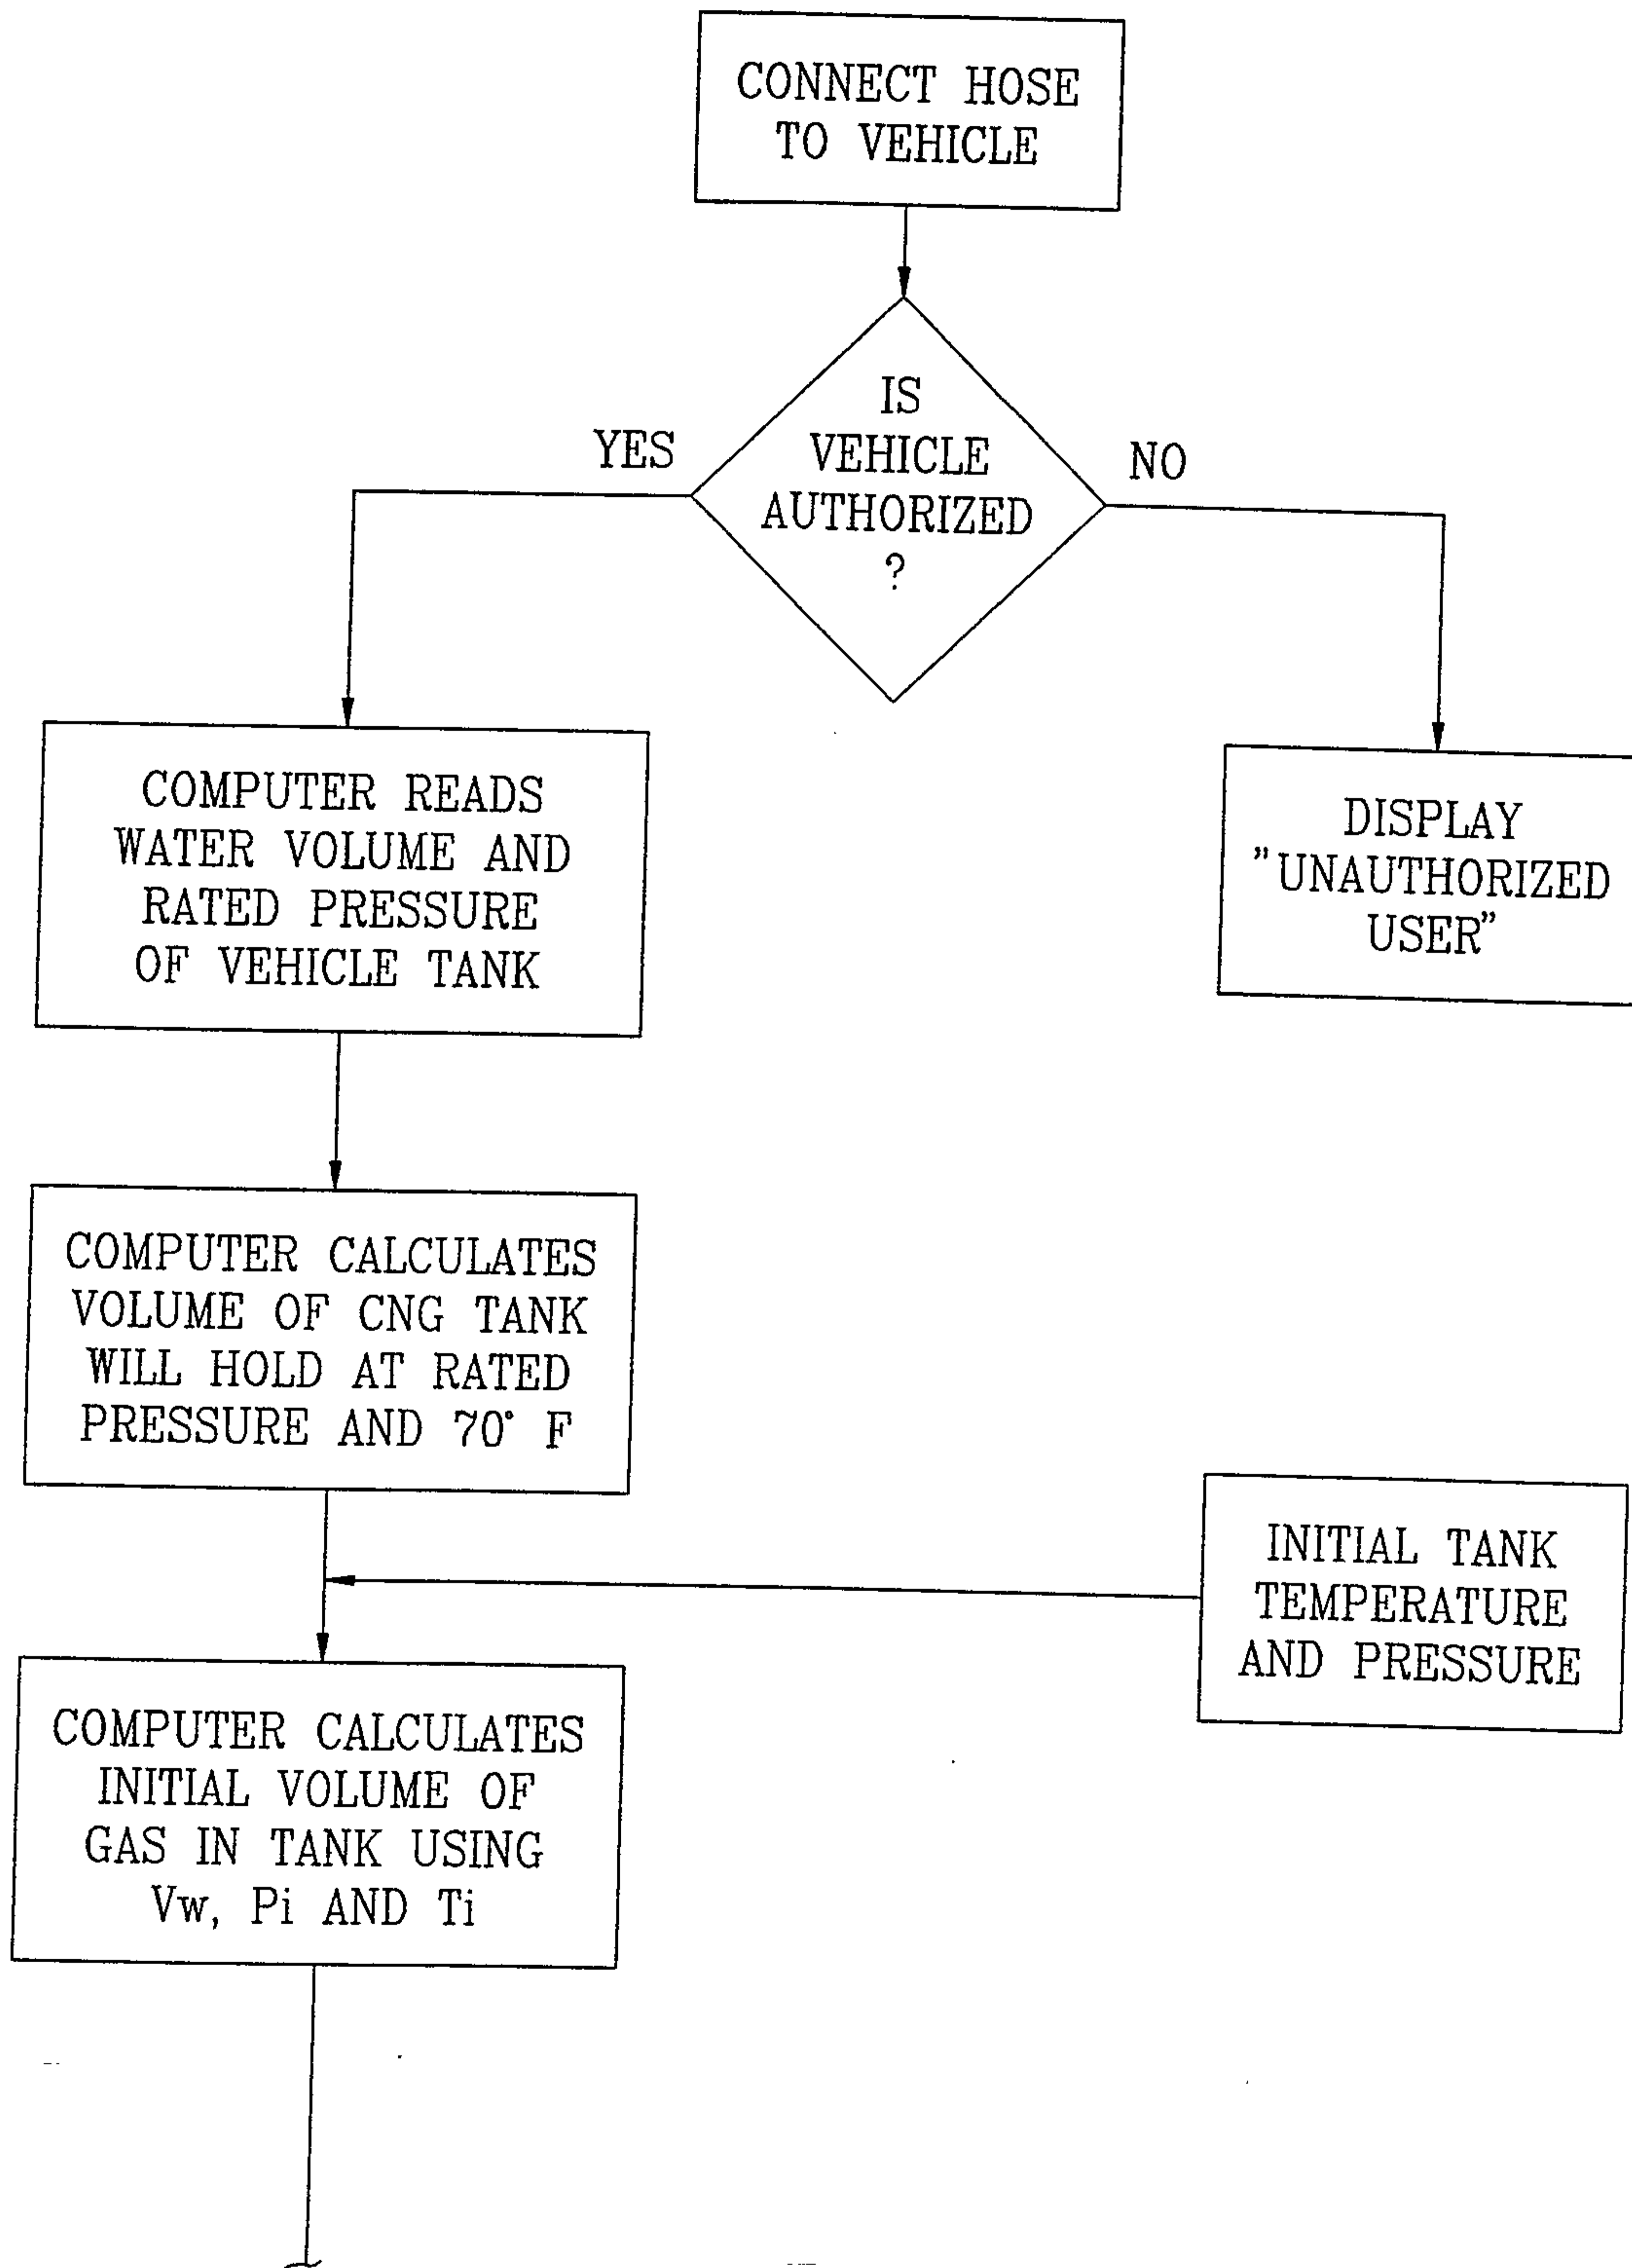 CONNECT HOSE
TO VEHICLE
IS
VEHICLE
AUTHORIZED
?
YES
NO
COMPUTER READS
WATER VOLUME AND
RATED PRESSURE
OF VEHICLE TANK
DISPLAY
"UNAUTHORIZED
USER"
COMPUTER CALCULATES
VOLUME OF CNG TANK
WILL HOLD AT RATED
PRESSURE AND 70° F
INITIAL TANK
TEMPERATURE
AND PRESSURE
COMPUTER CALCULATES
INITIAL VOLUME OF
GAS IN TANK USING
Vw, Pi AND Ti